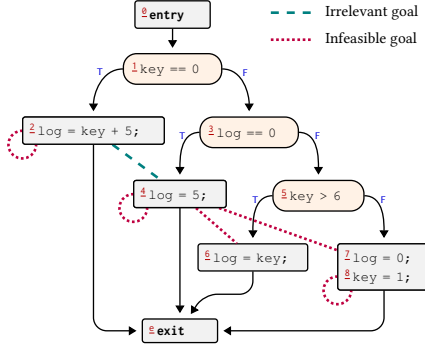 0 entry
Irrelevant goal
Infeasible goal
1 key == 0
T
F
2 log = key + 5;
3 log == 0
T
F
4 log = 5;
5 key > 6
T
F
6 log = key;
7 log = 0;
8 key = 1;
e exit